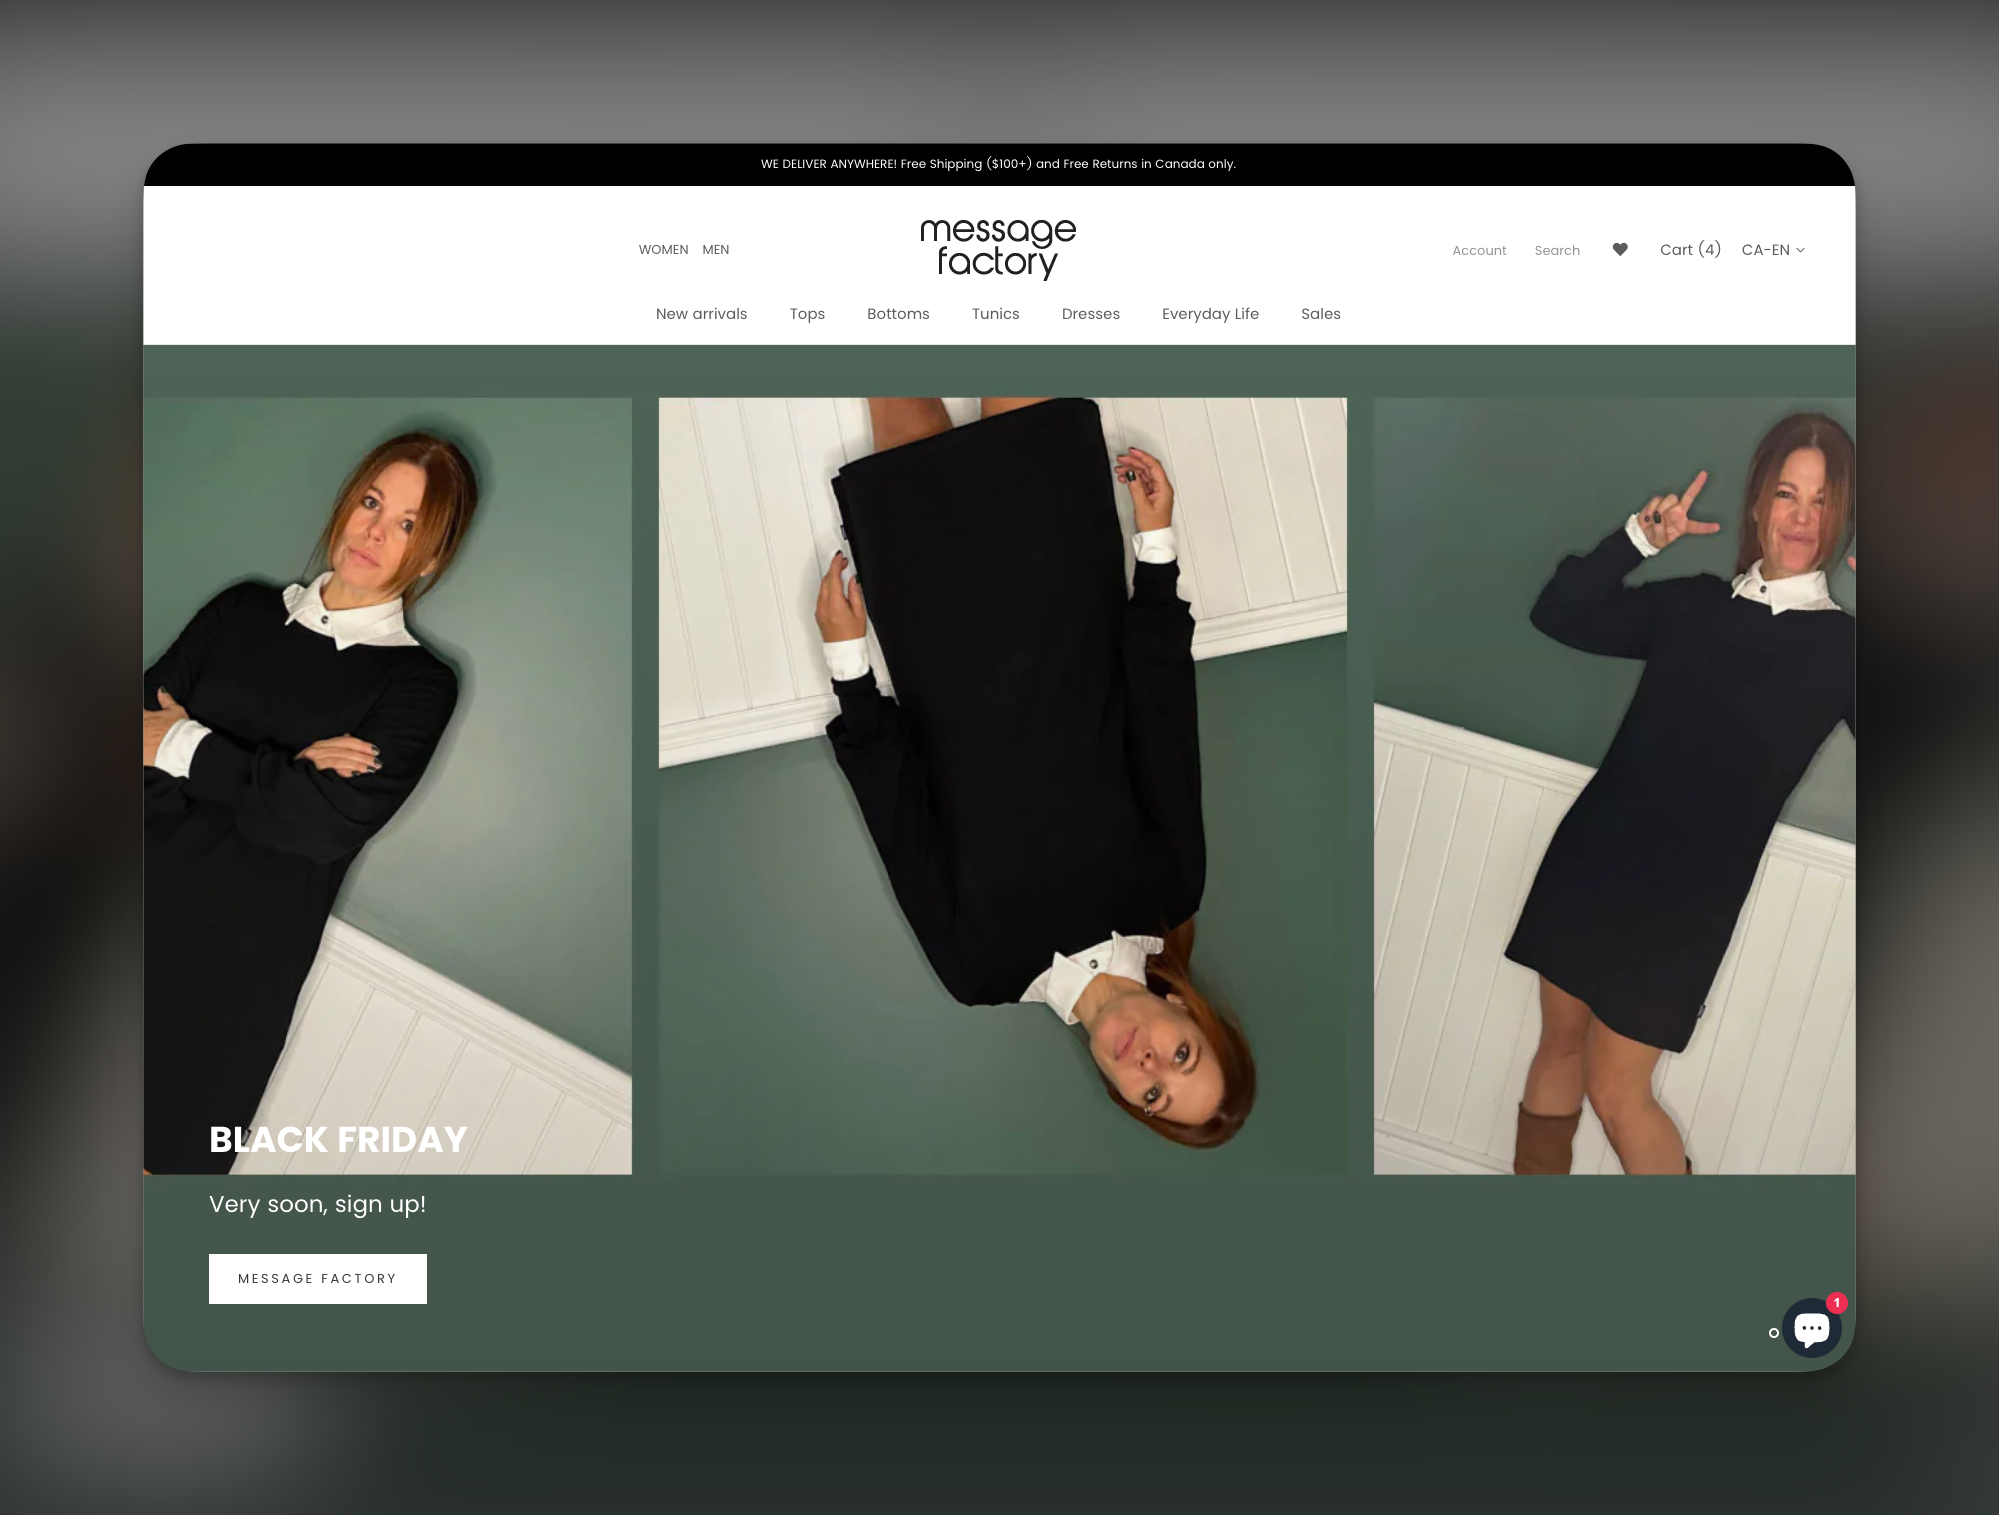 WE DELIVER ANYWHERE! Free Shipping ($100+) and Free Returns in Canada only.
WOMEN MEN
message
factory
Account Search Cart (4) CA-EN
New arrivals Tops Bottoms Tunics Dresses Everyday Life Sales
BLACK FRIDAY
Very soon, sign up!
MESSAGE FACTORY
1